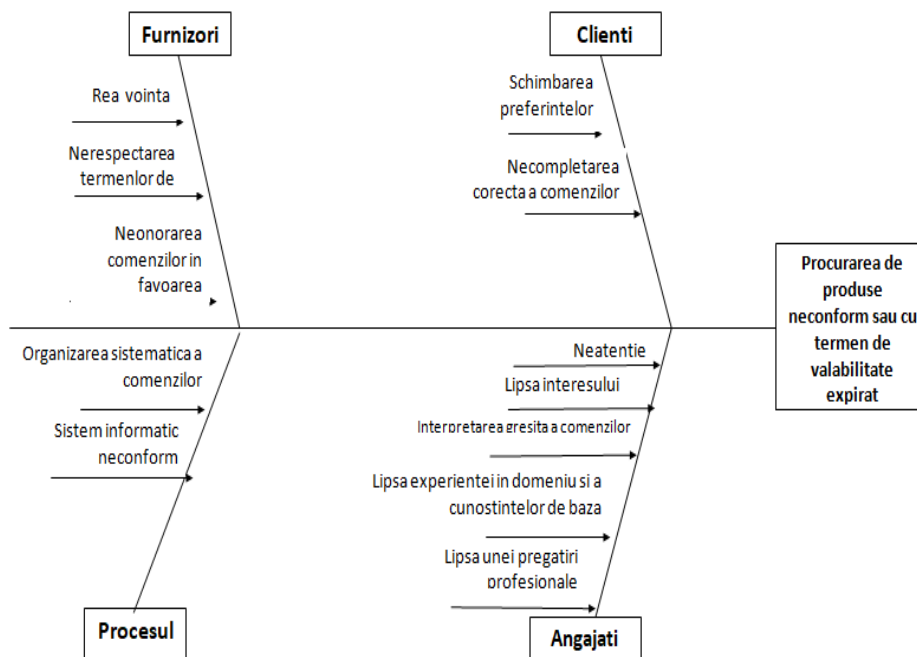 Furnizori
Clienti
Rea vointa
Nerespectarea
termenlor de
Neonorarea
comenzilor in
favoarea
Schimbarea
preferintelor
Necompletarea
corecta a comenzilor
Procurarea de
produse
neconform sau cu
termen de
valabilitate
expirat
Organizarea sistematica a
comenzilor
Sistem informatic
neconform
Neatentie
Lipsa interesului
Interpretarea gresita a comenzilor
Lipsa experientei in domeniu si a
cunostintelor de baza
Lipsa unei pregatiri
profesionale
Procesul
Angajati